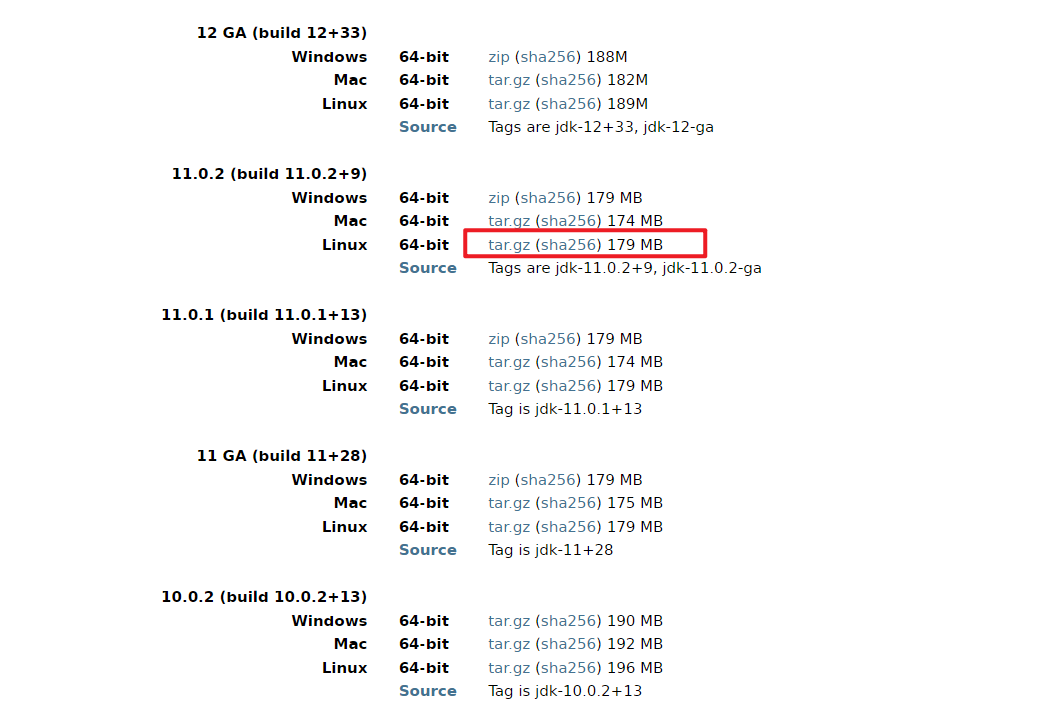 12 GA (build 12+33)
Windows 64-bit zip (sha256) 188M
Mac 64-bit tar.gz (sha256) 182M
Linux 64-bit tar.gz (sha256) 189M
Source Tags are jdk-12+33, jdk-12-ga
11.0.2 (build 11.0.2+9)
Windows 64-bit zip (sha256) 179 MB
Mac 64-bit tar.gz (sha256) 174 MB
Linux 64-bit tar.gz (sha256) 179 MB
Source Tags are jdk-11.0.2+9, jdk-11.0.2-ga
11.0.1 (build 11.0.1+13)
Windows 64-bit zip (sha256) 179 MB
Mac 64-bit tar.gz (sha256) 174 MB
Linux 64-bit tar.gz (sha256) 179 MB
Source Tag is jdk-11.0.1+13
11 GA (build 11+28)
Windows 64-bit zip (sha256) 179 MB
Mac 64-bit tar.gz (sha256) 175 MB
Linux 64-bit tar.gz (sha256) 179 MB
Source Tag is jdk-11+28
10.0.2 (build 10.0.2+13)
Windows 64-bit tar.gz (sha256) 190 MB
Mac 64-bit tar.gz (sha256) 192 MB
Linux 64-bit tar.gz (sha256) 196 MB
Source Tag is jdk-10.0.2+13